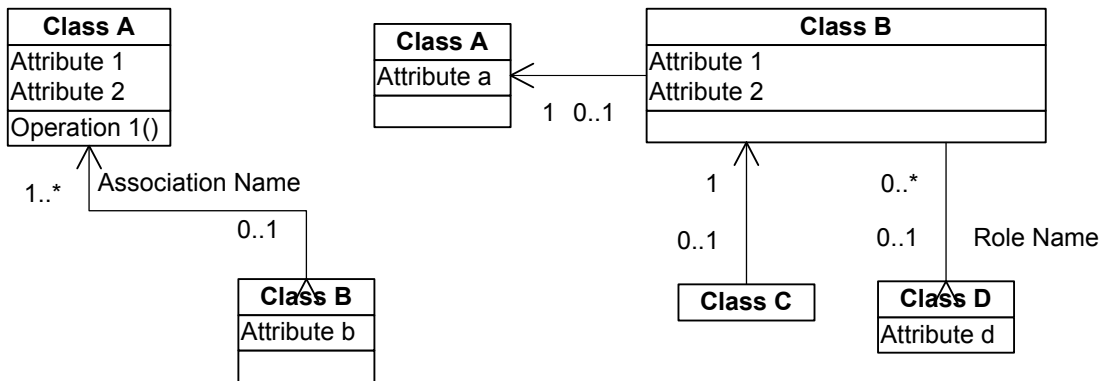 Class A
Attribute 1
Attribute 2
Operation 1()
1..*
Association Name
0..1
Class B
Attribute b
Class A
Attribute a
1 0..1
Class B
Attribute 1
Attribute 2
1
0..1
Class C
0..*
0..1
Role Name
Class D
Attribute d